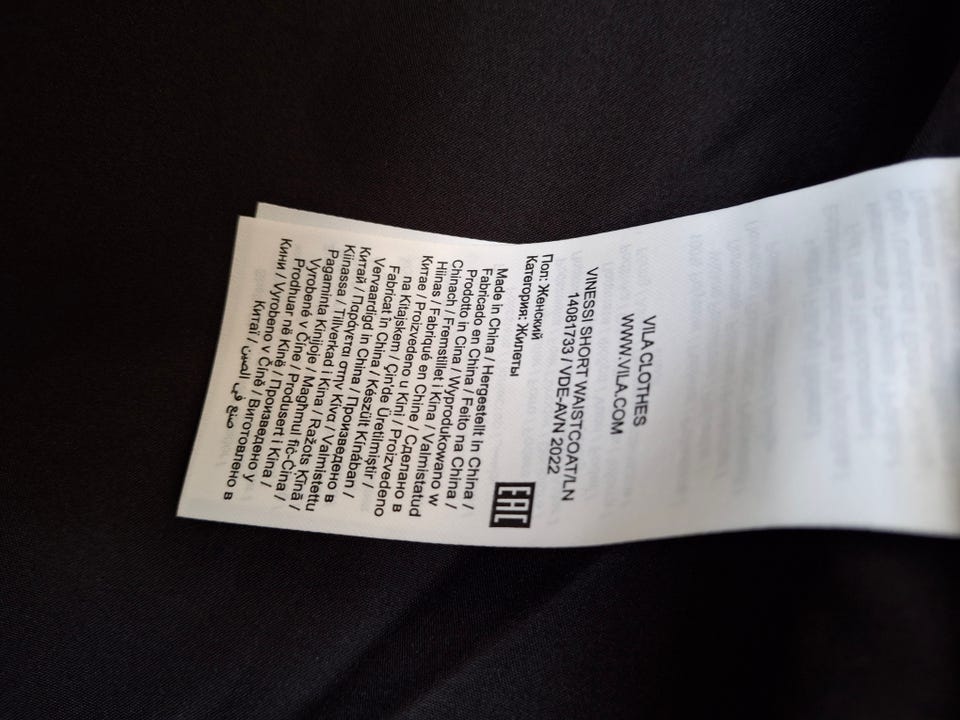 VILA CLOTHES
WWW.VILA.COM
VINESSI SHORT WAISTCOAT/LN
14081733 / VDE-AVN 2022
Пол: Женский
Категория: Жилеты
EAC
Made in China / Hergestellt in China /
Fabricado en China / Feito na China /
Prodotto in Cina / Wyprodukowano w
Chinach / Fremstillet i Kina / Valmistatud
Hiinas / Fabriqué en Chine / Сделано в
Китае / Proizvedeno u Kini / Proizvedeno
na Kitajskem / Çin'de Üretilmiştir /
Fabricat în China / Készült Kínában /
Vervaardigd in China / Произведено в
Китай / Παράγεται στην Κίνα / Valmistettu
Kiinassa / Tillverkad i Kina / Ražots Ķīnā /
Pagaminta Kinijoje / Magħmul fiċ-Ċina /
Vyrobené v Číne / Produsert i Kina /
Prodhuar në Kinë / Произведено у
Кини / Vyrobeno v Číně / Виготовлено в
Китаї / صنع في الصين